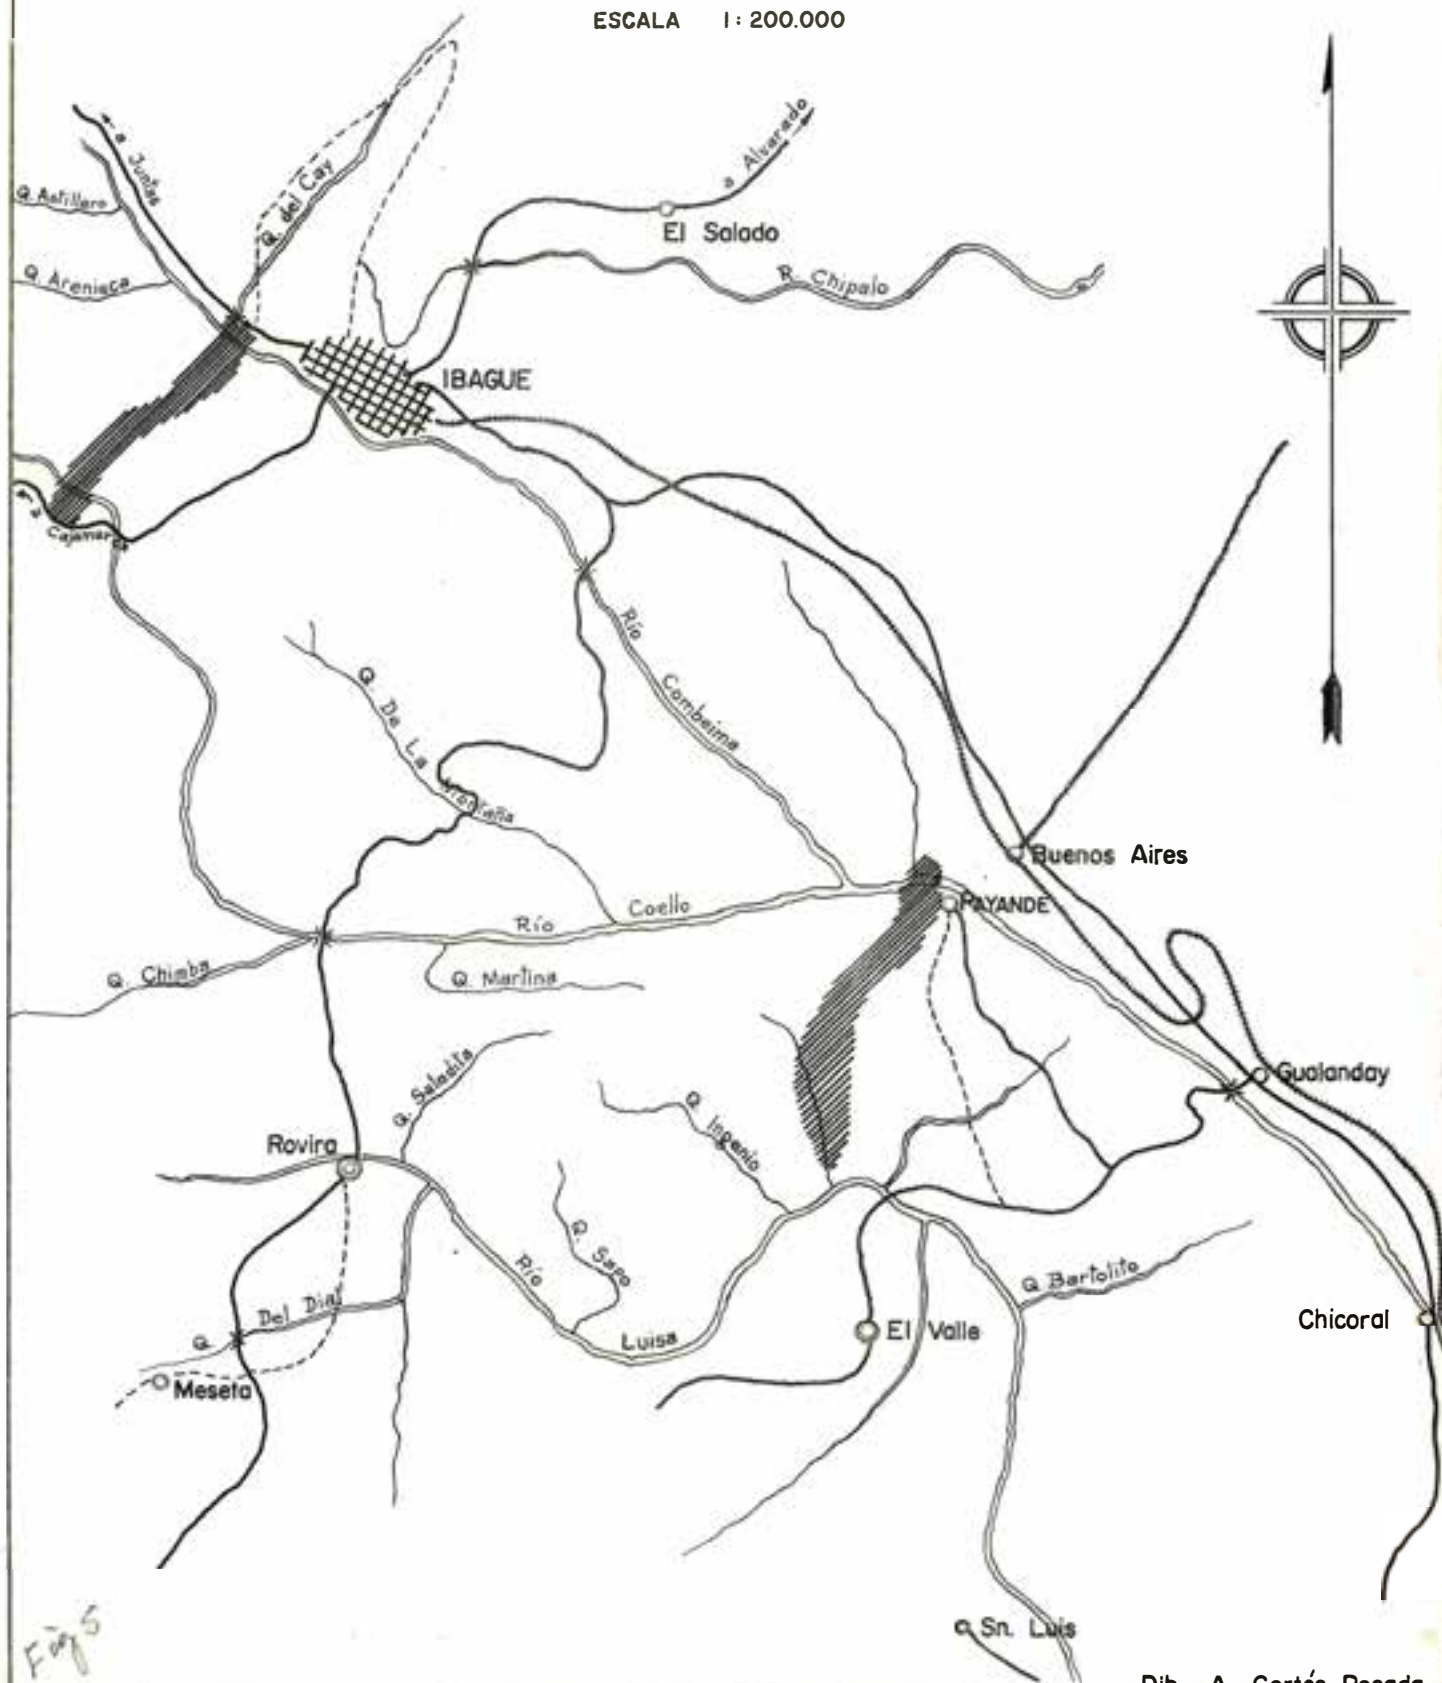 ESCALA 1:200.000
a Juntas
a Alvarado
Q. Astillero
Q. del Cay
El Salado
Q. Areniaca
R. Chipalo
IBAGUE
a Cajamar
Río
Combeima
Q. De La Montaña
Buenos Aires
PAYANDE
Río Coello
Q. Chimba
Q. Martina
Q. Saladita
Gualanday
Q. Ingenio
Rovira
Q. Sapo
Río
Luisa
Q. Bartolito
Q. Del Dial
El Valle
Chicoral
Meseta
Sn. Luis
Fig 5
Dib. A. Cortés Posada